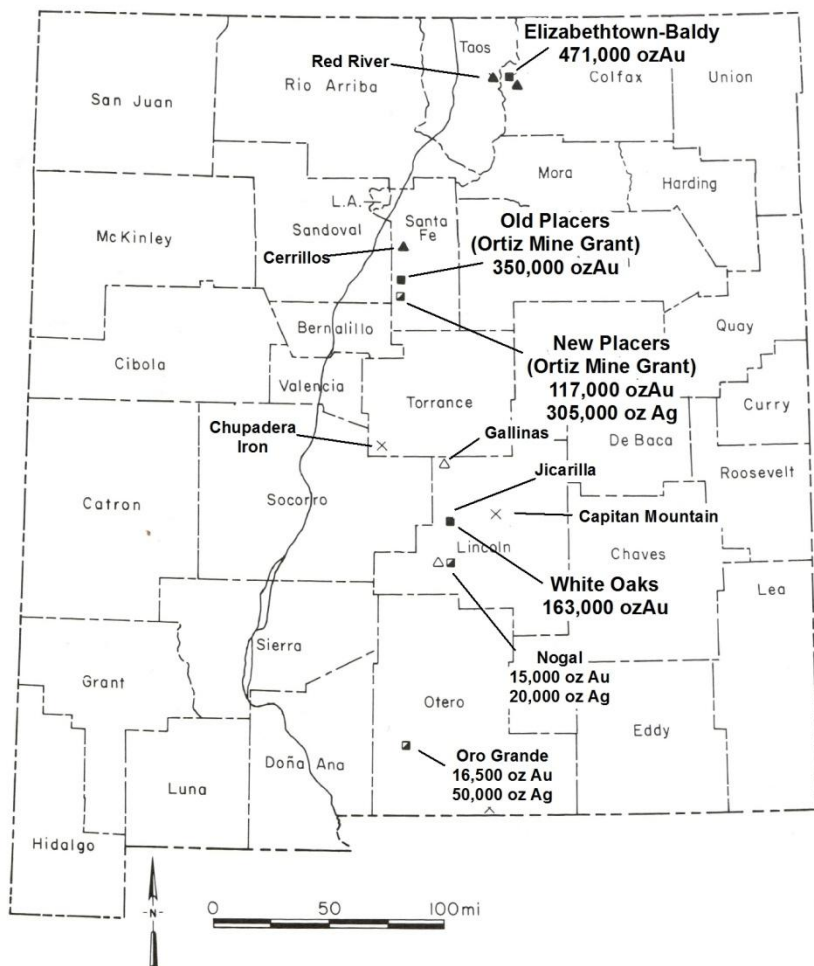 Elizabethtown-Baldy
471,000 ozAu
Red River
Taos
Rio Arriba
Colfax
Union
San Juan
Mora
Harding
L.A.
Sandoval
Santa
Fe
McKinley
Old Placers
(Ortiz Mine Grant)
350,000 ozAu
Cerrillos
Bernalillo
Quay
New Placers
(Ortiz Mine Grant)
117,000 ozAu
305,000 oz Ag
Cibola
Valencia
Torrance
Curry
Chupadera
Iron
Gallinas
De Baca
Roosevelt
Jicarilla
Catron
Socorro
Capitan Mountain
Lincoln
Chaves
White Oaks
163,000 ozAu
Lea
Sierra
Nogal
15,000 oz Au
20,000 oz Ag
Grant
Otero
Eddy
Doña Ana
Oro Grande
16,500 oz Au
50,000 oz Ag
Luna
Hidalgo
N
0
50
100mi